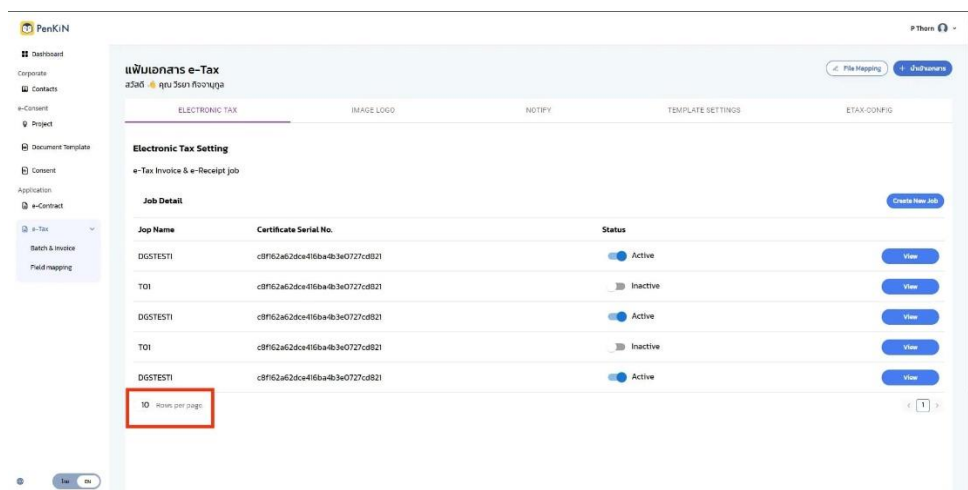 PenKiN
P Thorn
Dashboard
Corporate
Contacts
e-Consent
Project
Document Template
Consent
Application
e-Contract
e-Tax
Batch & Invoice
Field mapping
แฟ้มเอกสาร e-Tax
สวัสดี 👋 คุณ วีรยา กิจจานุกูล
File Mapping
+ นำเข้าเอกสาร
ELECTRONIC TAX IMAGE LOGO NOTIFY TEMPLATE SETTINGS ETAX-CONFIG
Electronic Tax Setting
e-Tax Invoice & e-Receipt job
Job Detail Create New Job
Jop Name Certificate Serial No. Status
DGSTEST1 c8f162a62dce416ba4b3e0727cd821 Active View
T01 c8f162a62dce416ba4b3e0727cd821 Inactive View
DGSTEST1 c8f162a62dce416ba4b3e0727cd821 Active View
T01 c8f162a62dce416ba4b3e0727cd821 Inactive View
DGSTEST1 c8f162a62dce416ba4b3e0727cd821 Active View
10 Rows per page < 1 >
ไทย EN